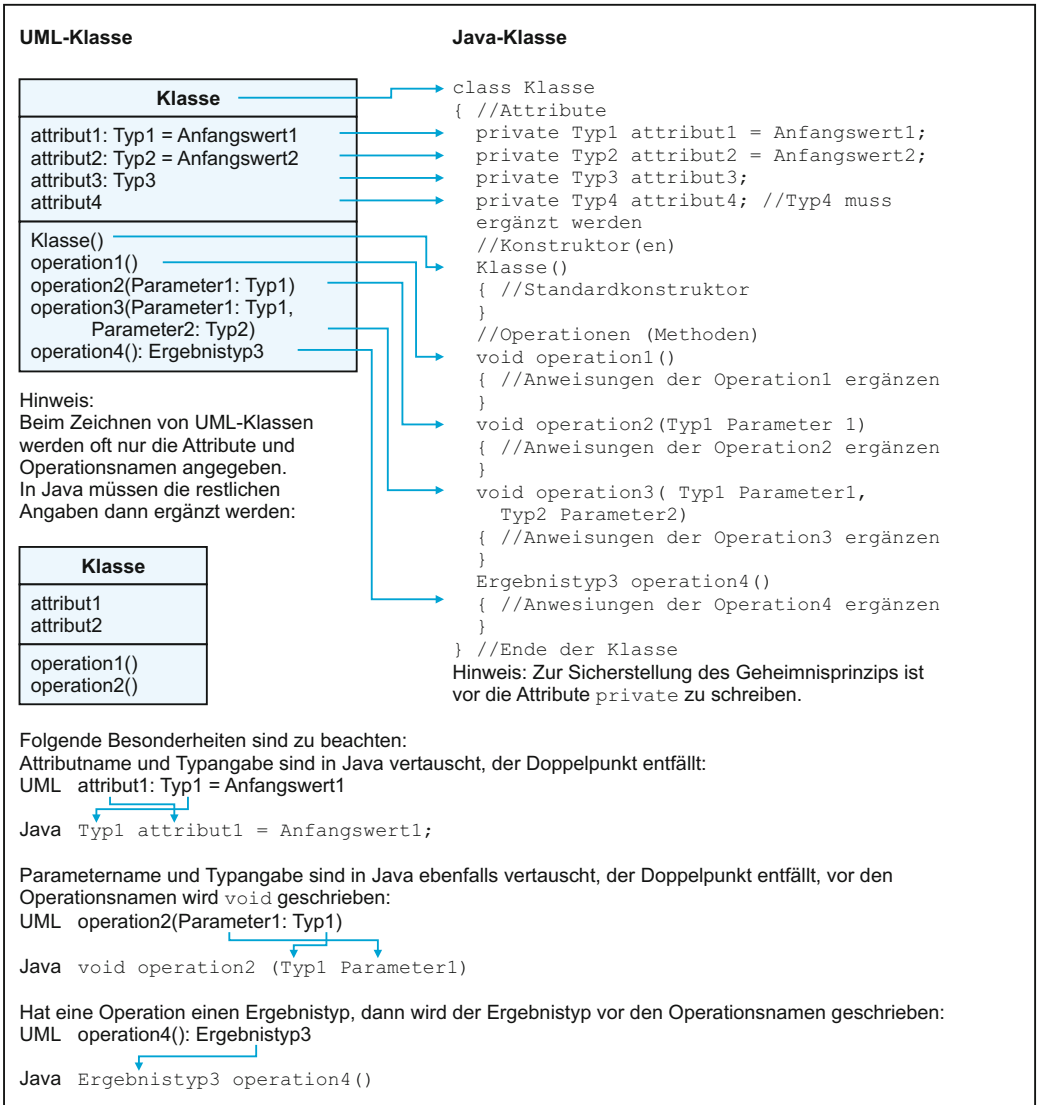 UML-Klasse
Klasse
attribut1: Typ1 = Anfangswert1
attribut2: Typ2 = Anfangswert2
attribut3: Typ3
attribut4
Klasse()
operation1()
operation2(Parameter1: Typ1)
operation3(Parameter1: Typ1,
Parameter2: Typ2)
operation4(): Ergebnistyp3
Hinweis:
Beim Zeichnen von UML-Klassen
werden oft nur die Attribute und
Operationsnamen angegeben.
In Java müssen die restlichen
Angaben dann ergänzt werden:
Klasse
attribut1
attribut2
operation1()
operation2()
Java-Klasse
class Klasse
{ //Attribute
private Typ1 attribut1 = Anfangswert1;
private Typ2 attribut2 = Anfangswert2;
private Typ3 attribut3;
private Typ4 attribut4; //Typ4 muss
ergänzt werden
//Konstruktor(en)
Klasse()
{ //Standardkonstruktor
}
//Operationen (Methoden)
void operation1()
{ //Anweisungen der Operation1 ergänzen
}
void operation2(Typ1 Parameter 1)
{ //Anweisungen der Operation2 ergänzen
}
void operation3( Typ1 Parameter1,
Typ2 Parameter2)
{ //Anweisungen der Operation3 ergänzen
}
Ergebnistyp3 operation4()
{ //Anwesiungen der Operation4 ergänzen
}
} //Ende der Klasse
Hinweis: Zur Sicherstellung des Geheimnisprinzips ist
vor die Attribute private zu schreiben.
Folgende Besonderheiten sind zu beachten:
Attributname und Typangabe sind in Java vertauscht, der Doppelpunkt entfällt:
UML attribut1: Typ1 = Anfangswert1
Java Typ1 attribut1 = Anfangswert1;
Parametername und Typangabe sind in Java ebenfalls vertauscht, der Doppelpunkt entfällt, vor den
Operationsnamen wird void geschrieben:
UML operation2(Parameter1: Typ1)
Java void operation2 (Typ1 Parameter1)
Hat eine Operation einen Ergebnistyp, dann wird der Ergebnistyp vor den Operationsnamen geschrieben:
UML operation4(): Ergebnistyp3
Java Ergebnistyp3 operation4()